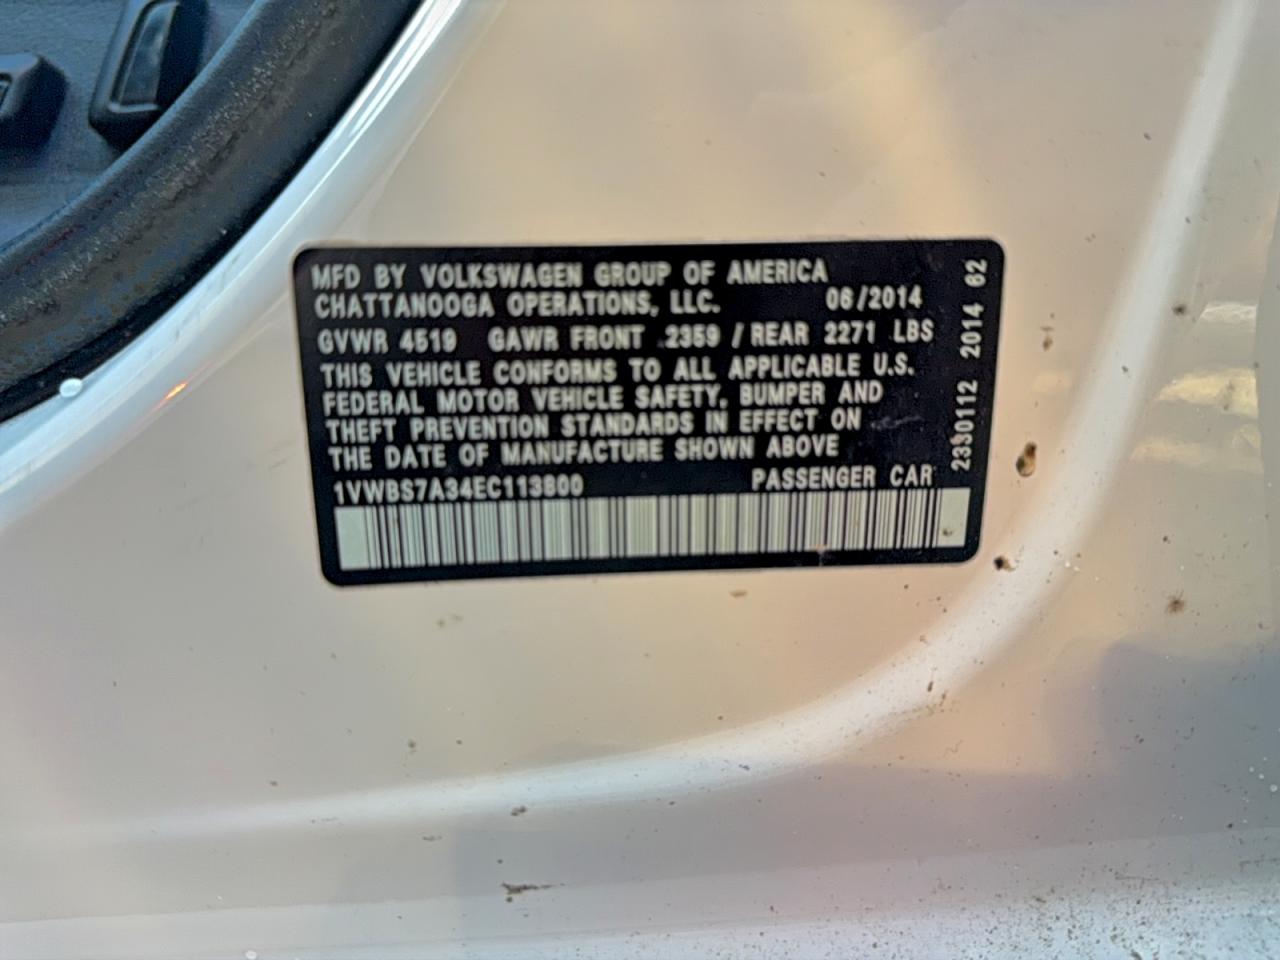 MFD BY VOLKSWAGEN GROUP OF AMERICA
CHATTANOOGA OPERATIONS, LLC. 06/2014
GVWR 4519 GAWR FRONT 2359 / REAR 2271 LBS
THIS VEHICLE CONFORMS TO ALL APPLICABLE U.S.
FEDERAL MOTOR VEHICLE SAFETY, BUMPER AND
THEFT PREVENTION STANDARDS IN EFFECT ON
THE DATE OF MANUFACTURE SHOWN ABOVE
1VWBS7A34EC113800 PASSENGER CAR
2330112 2014 62